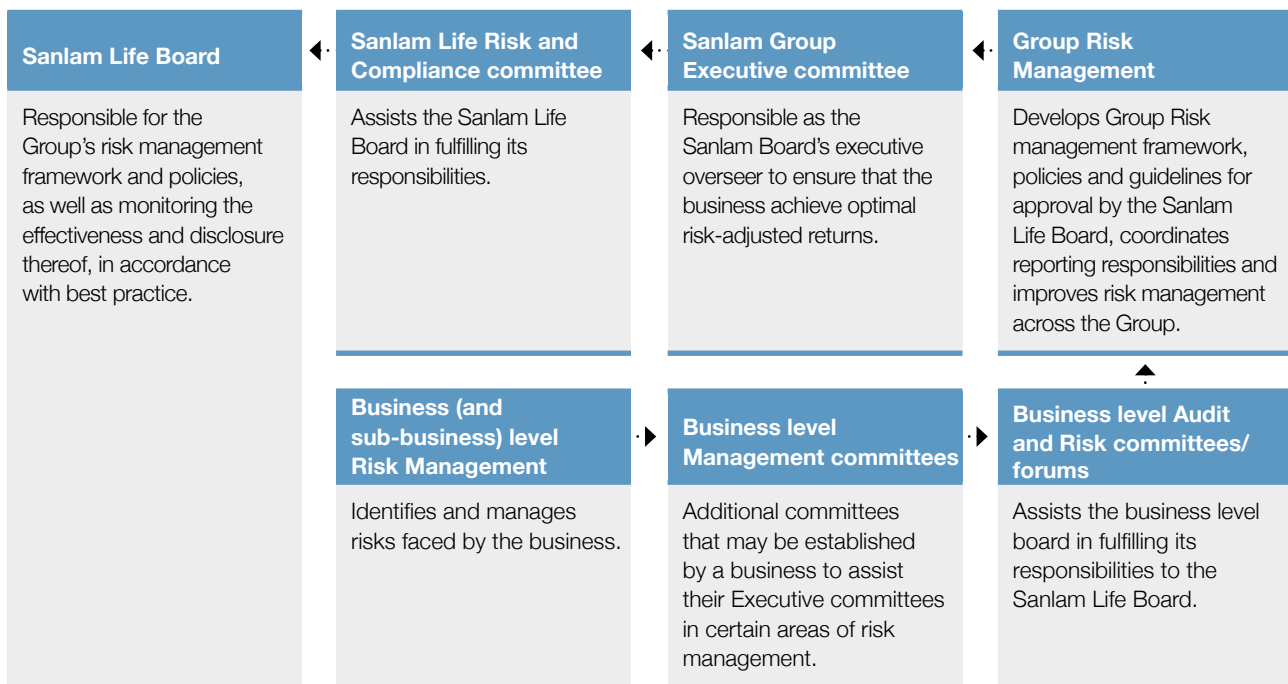 Sanlam Life Board
Responsible for the
Group's risk management
framework and policies,
as well as monitoring the
effectiveness and disclosure
thereof, in accordance
with best practice.
Sanlam Life Risk and
Compliance committee
Assists the Sanlam Life
Board in fulfilling its
responsibilities.
Sanlam Group
Executive committee
Responsible as the
Sanlam Board's executive
overseer to ensure that the
business achieve optimal
risk-adjusted returns.
Group Risk
Management
Develops Group Risk
management framework,
policies and guidelines for
approval by the Sanlam
Life Board, coordinates
reporting responsibilities and
improves risk management
across the Group.
Business (and
sub-business) level
Risk Management
Identifies and manages
risks faced by the business.
Business level
Management committees
Additional committees
that may be established
by a business to assist
their Executive committees
in certain areas of risk
management.
Business level Audit
and Risk committees/
forums
Assists the business level
board in fulfilling its
responsibilities to the
Sanlam Life Board.